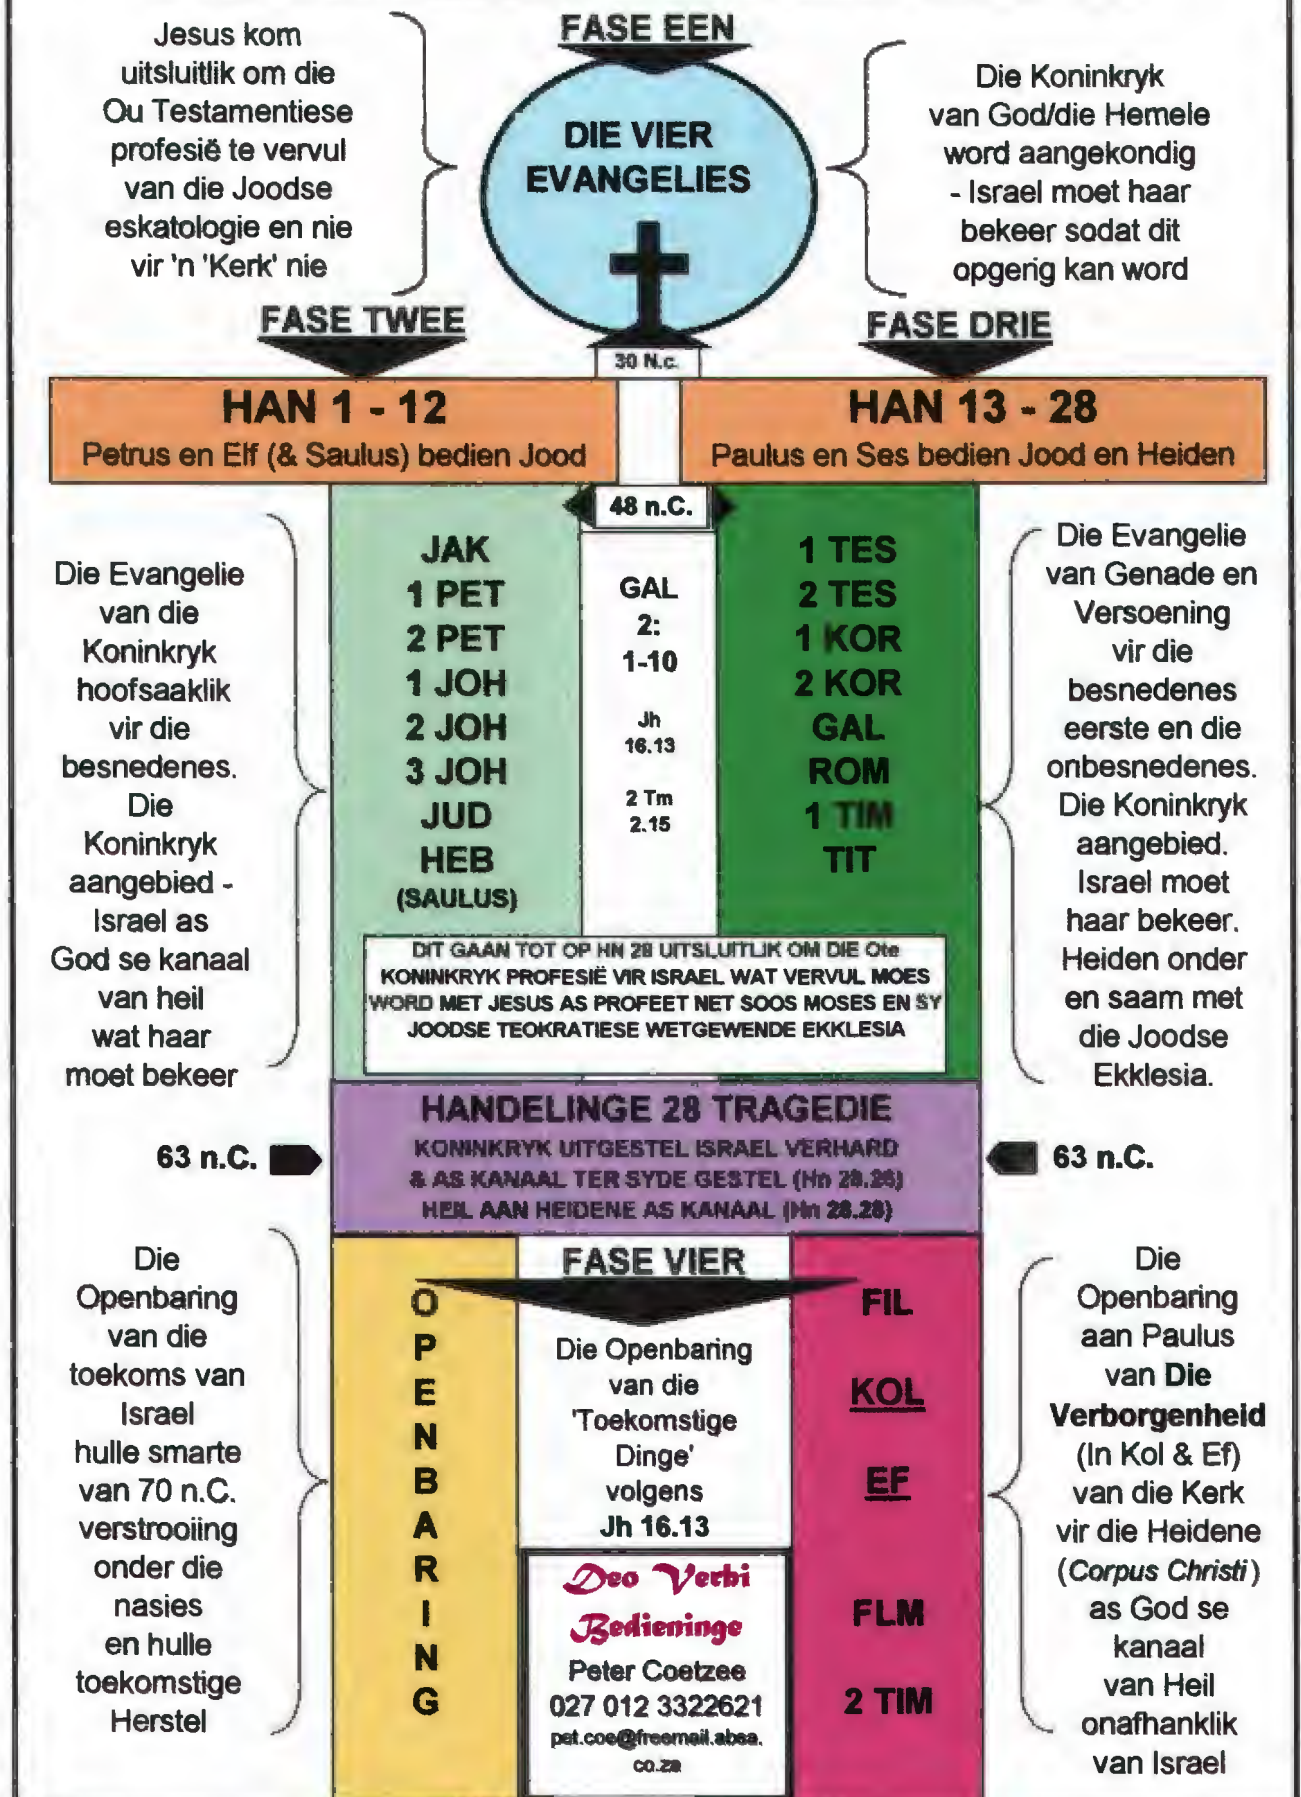 FASE EEN
Jesus kom
uitsluitlik om die
Ou Testamentiese
profesië te vervul
van die Joodse
eskatologie en nie
vir 'n 'Kerk' nie
DIE VIER
EVANGELIES
Die Koninkryk
van God/die Hemele
word aangekondig
- Israel moet haar
bekeer sodat dit
opgerig kan word
FASE TWEE
FASE DRIE
30 N.c.
HAN 1 - 12
Petrus en Elf (& Saulus) bedien Jood
HAN 13 - 28
Paulus en Ses bedien Jood en Heiden
48 n.C.
Die Evangelie
van die
Koninkryk
hoofsaaklik
vir die
besnedenes.
Die
Koninkryk
aangebied -
Israel as
God se kanaal
van heil
wat haar
moet bekeer
JAK
1 PET
2 PET
1 JOH
2 JOH
3 JOH
JUD
HEB
(SAULUS)
GAL
2:
1-10
Jh
16.13
2 Tm
2.15
1 TES
2 TES
1 KOR
2 KOR
GAL
ROM
1 TIM
TIT
Die Evangelie
van Genade en
Versoening
vir die
besnedenes
eerste en die
onbesnedenes.
Die Koninkryk
aangebied.
Israel moet
haar bekeer.
Heiden onder
en saam met
die Joodse
Ekklesia.
DIT GAAN TOT OP HN 28 UITSLUITLIK OM DIE Ote
KONINKRYK PROFESIË VIR ISRAEL WAT VERVUL MOES
WORD MET JESUS AS PROFEET NET SOOS MOSES EN SY
JOODSE TEOKRATIESE WETGEWENDE EKKLESIA
HANDELINGE 28 TRAGEDIE
KONINKRYK UITGESTEL ISRAEL VERHARD
& AS KANAAL TER SYDE GESTEL (Hn 28.26)
HEIL AAN HEIDENE AS KANAAL (Hn 28.28)
63 n.C.
63 n.C.
Die
Openbaring
van die
toekoms van
Israel
hulle smarte
van 70 n.C.
verstrooiing
onder die
nasies
en hulle
toekomstige
Herstel
O
P
E
N
B
A
R
I
N
G
FASE VIER
Die Openbaring
van die
'Toekomstige
Dinge'
volgens
Jh 16.13
Deo Verbi
Bedieninge
Peter Coetzee
027 012 3322621
pet.coe@freemail.absa.
co.za
FIL
KOL
EF
FLM
2 TIM
Die
Openbaring
aan Paulus
van Die
Verborgenheid
(In Kol & Ef)
van die Kerk
vir die Heidene
(Corpus Christi)
as God se
kanaal
van Heil
onafhanklik
van Israel